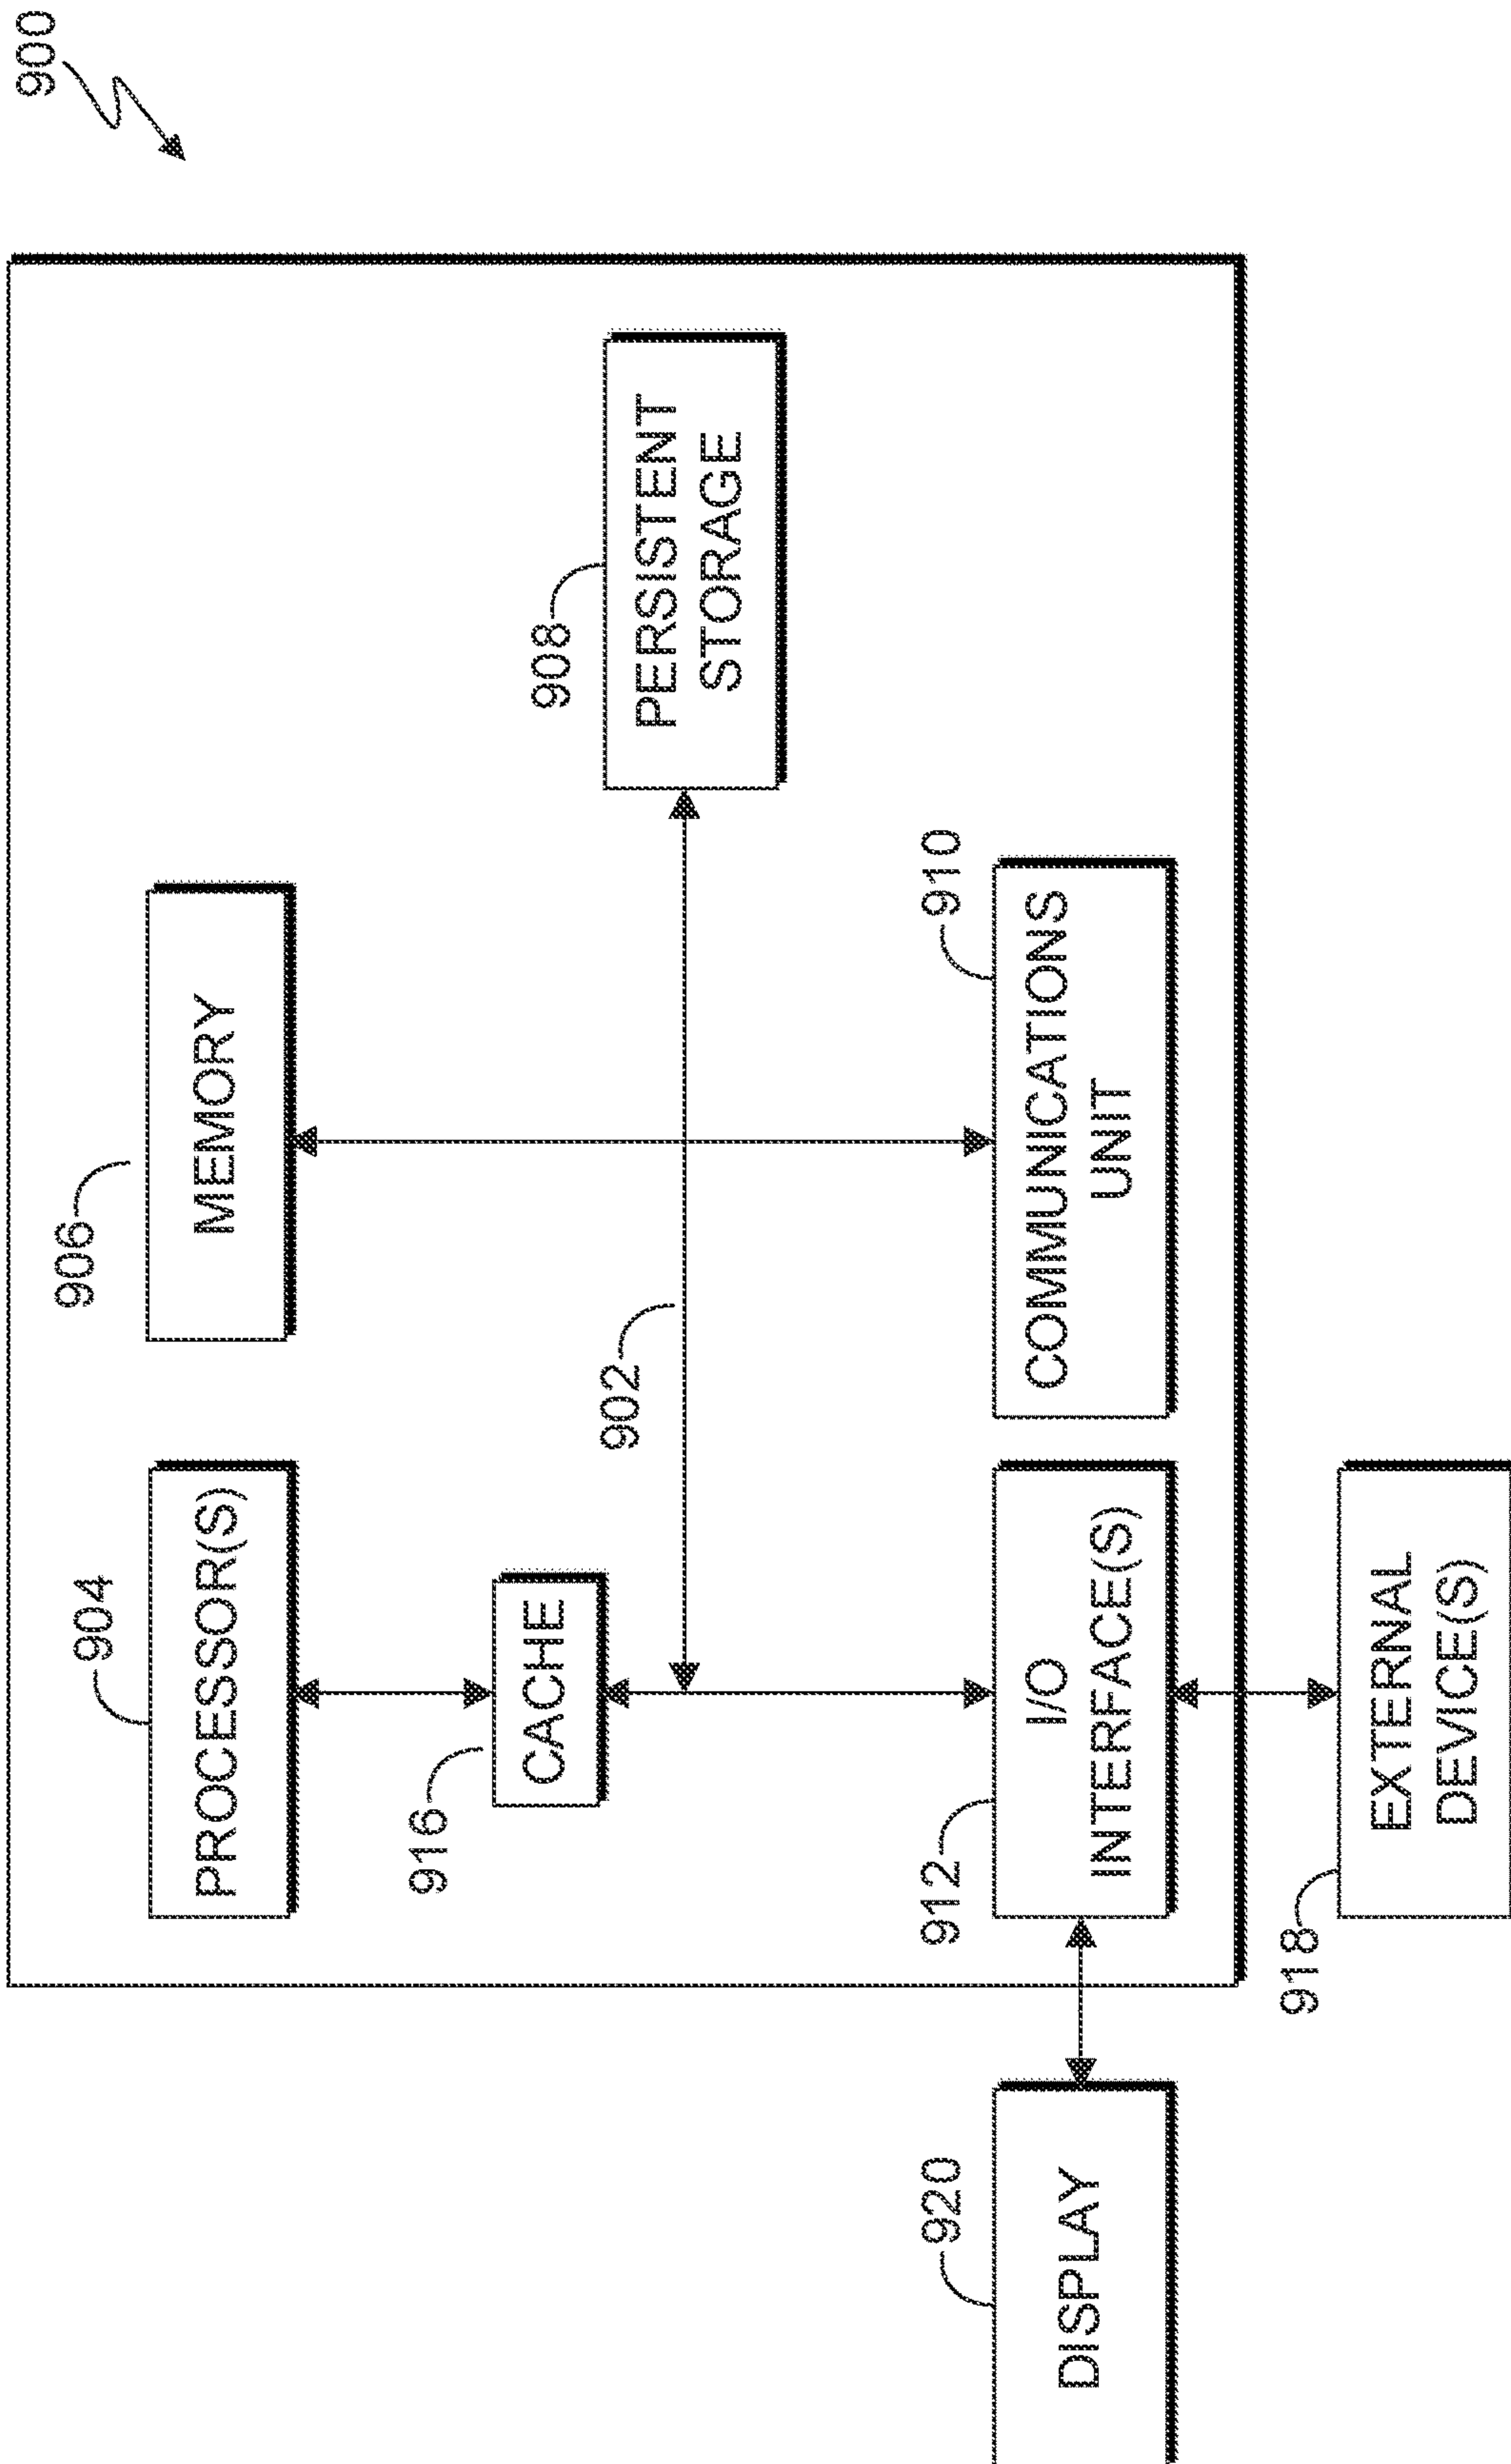 900
906
MEMORY
904
PROCESSOR(S)
908
PERSISTENT
STORAGE
916
CACHE
902
910
COMMUNICATIONS
UNIT
912
I/O
INTERFACE(S)
920
DISPLAY
918
EXTERNAL
DEVICE(S)